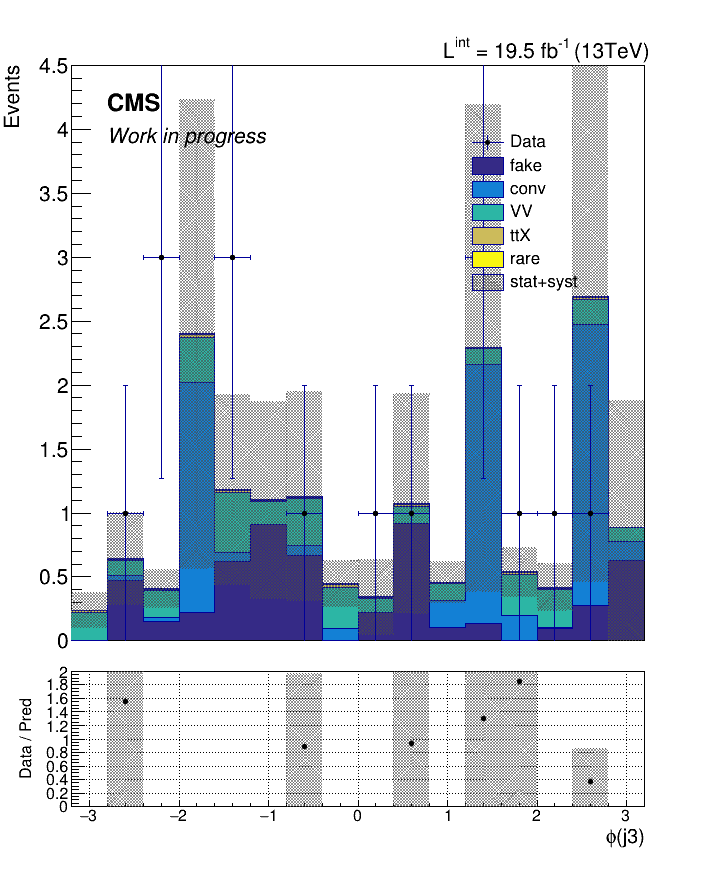 L^int = 19.5 fb^-1 (13TeV)
Events
4.5
4
3.5
3
2.5
2
1.5
1
0.5
0
CMS
Work in progress
Data
fake
conv
VV
ttX
rare
stat+syst
Data / Pred
2
1.8
1.6
1.4
1.2
1
0.8
0.6
0.4
0.2
0
−3 −2 −1 0 1 2 3
ϕ(j3)